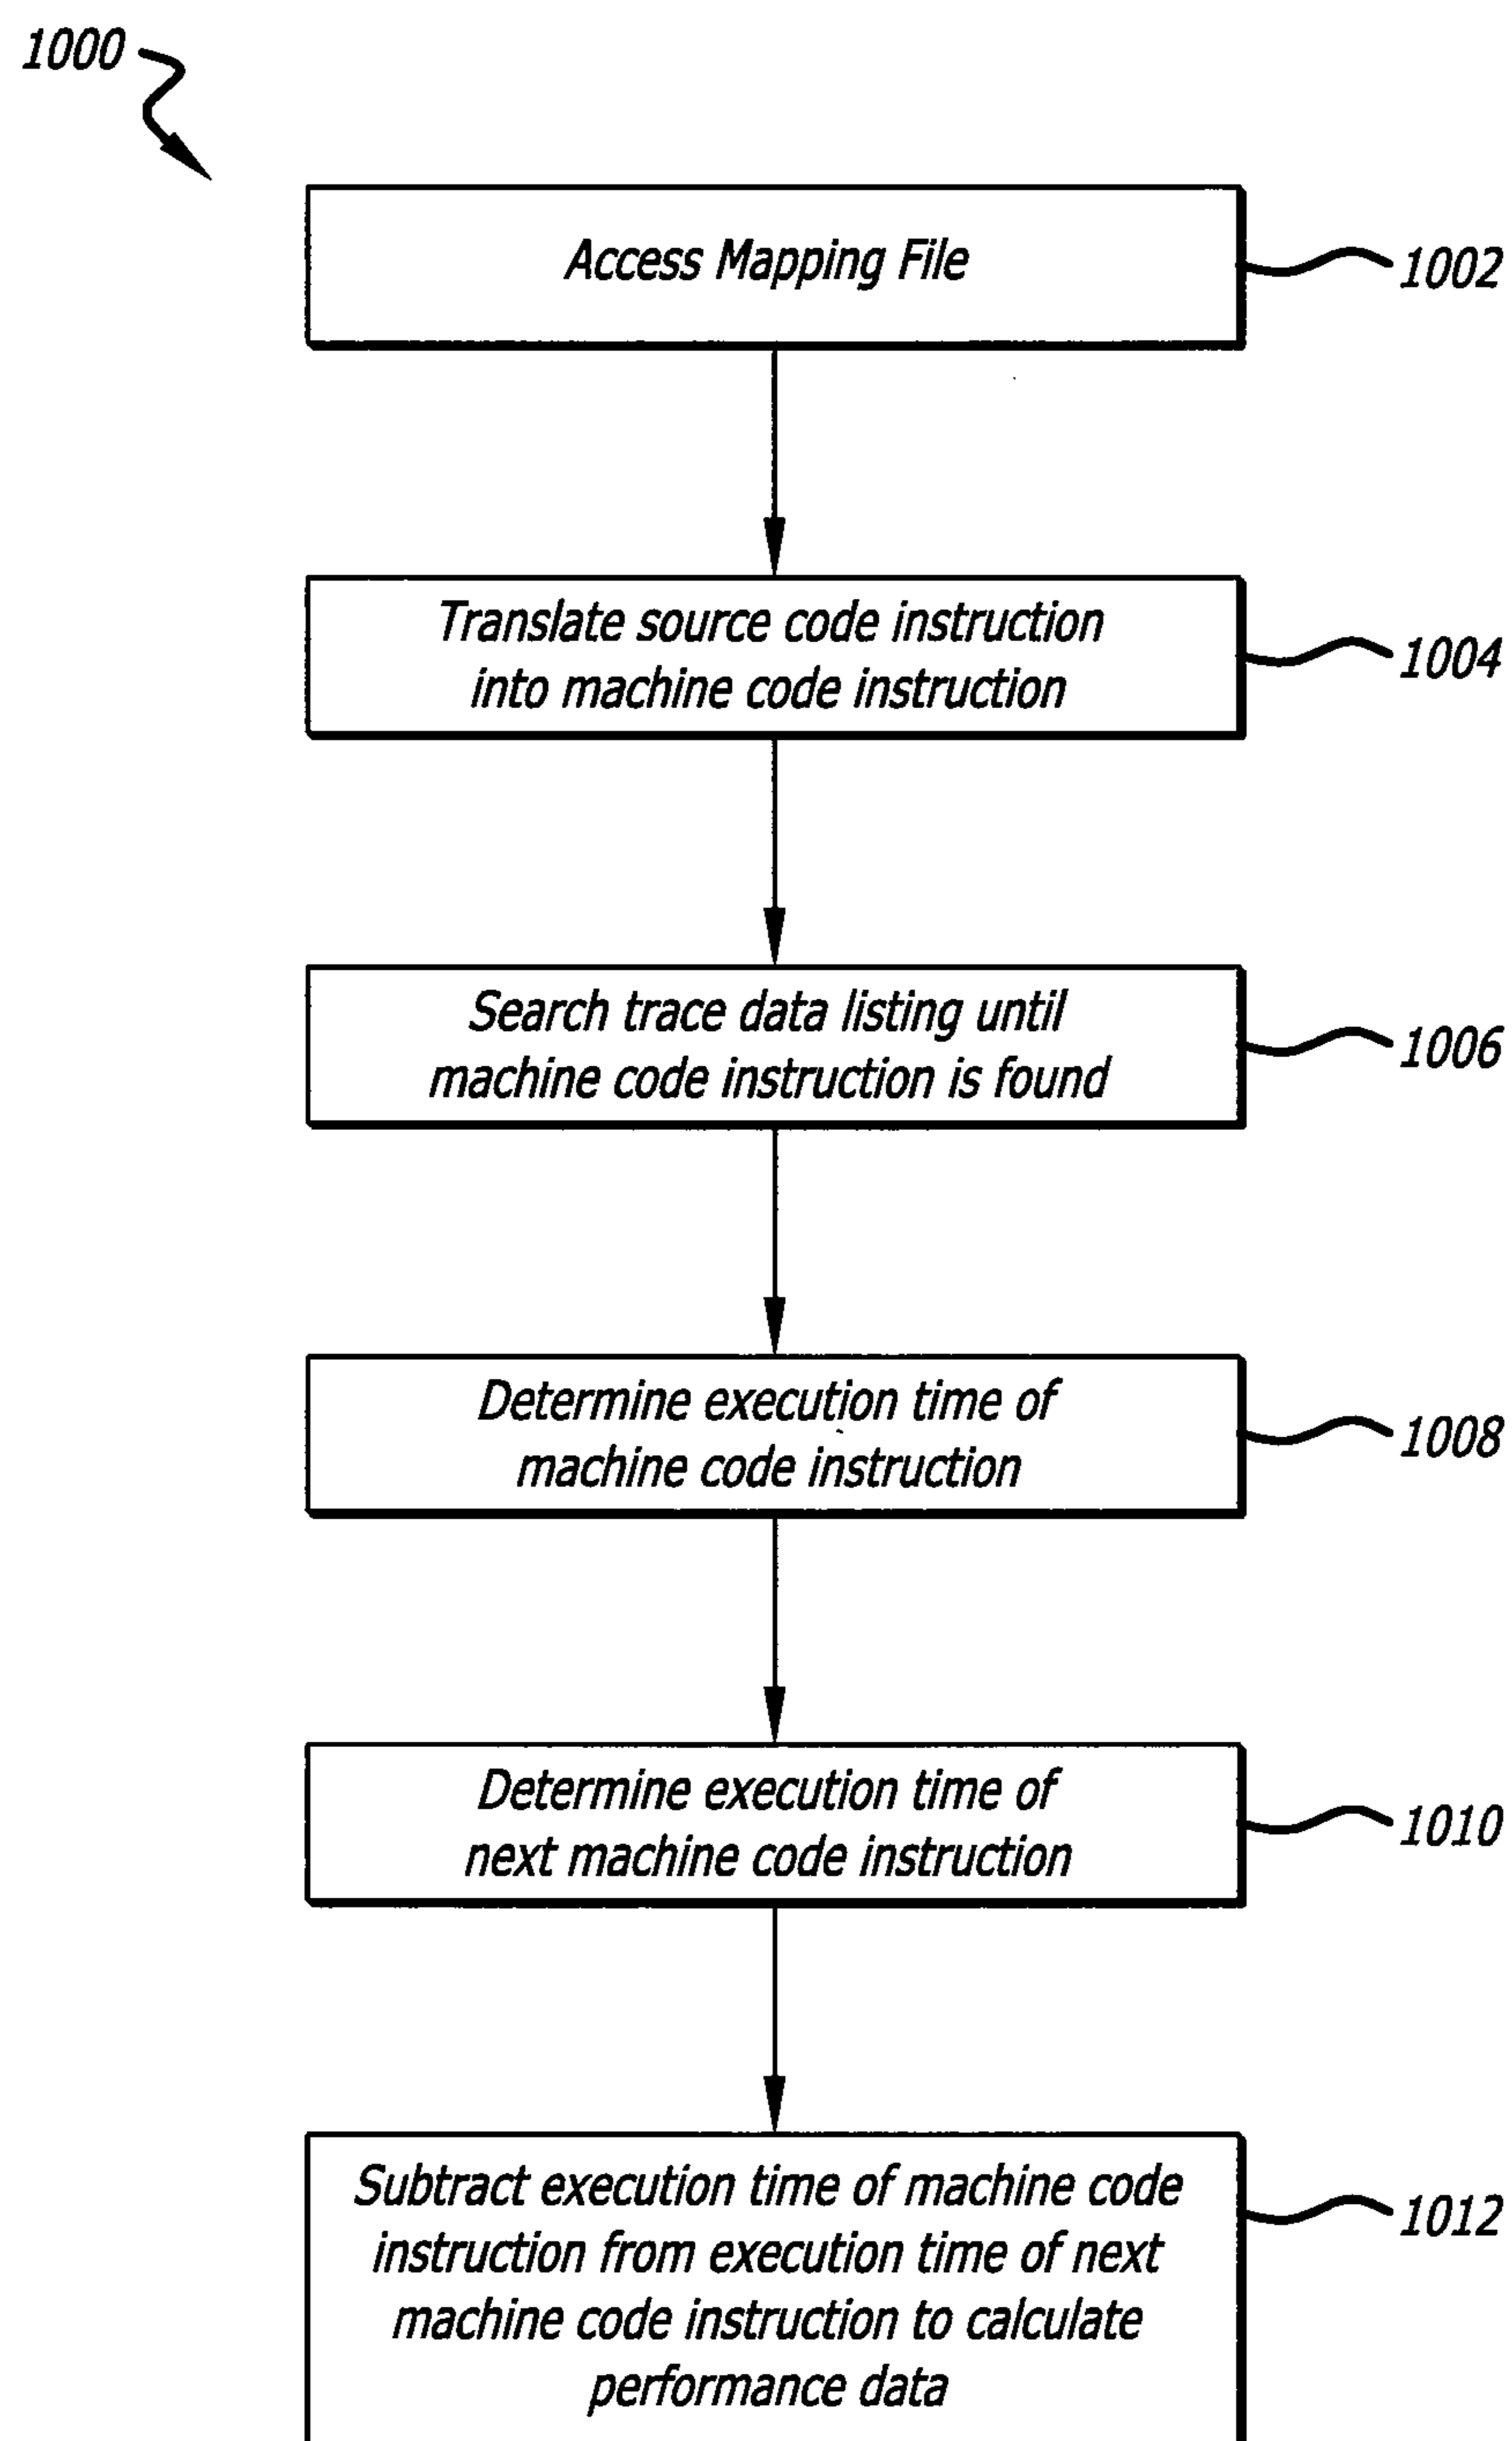 1000
Access Mapping File
1002
Translate source code instruction
into machine code instruction
1004
Search trace data listing until
machine code instruction is found
1006
Determine execution time of
machine code instruction
1008
Determine execution time of
next machine code instruction
1010
Subtract execution time of machine code
instruction from execution time of next
machine code instruction to calculate
performance data
1012